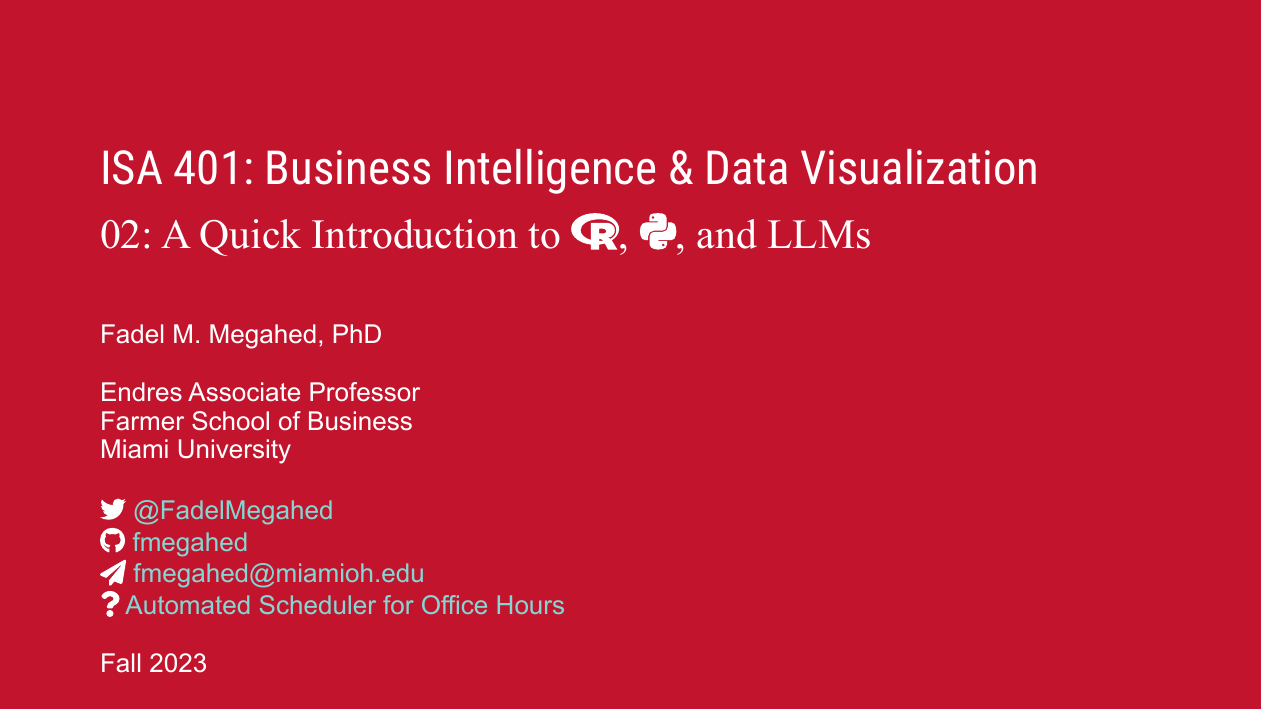 ISA 401: Business Intelligence & Data Visualization
02: A Quick Introduction to R, , and LLMs
Fadel M. Megahed, PhD
Endres Associate Professor
Farmer School of Business
Miami University
@FadelMegahed
fmegahed
fmegahed@miamioh.edu
? Automated Scheduler for Office Hours
Fall 2023